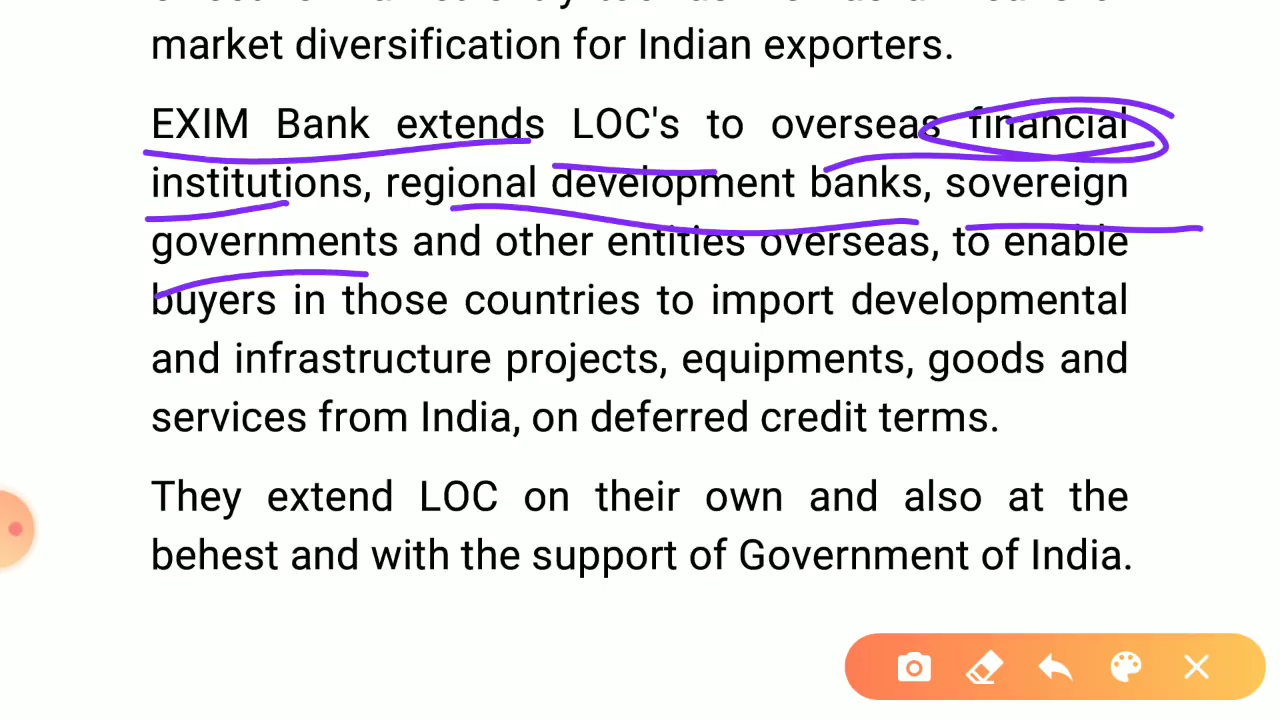 market diversification for Indian exporters.
EXIM Bank extends LOC's to overseas financial
institutions, regional development banks, sovereign
governments and other entities overseas, to enable
buyers in those countries to import developmental
and infrastructure projects, equipments, goods and
services from India, on deferred credit terms.
They extend LOC on their own and also at the
behest and with the support of Government of India.